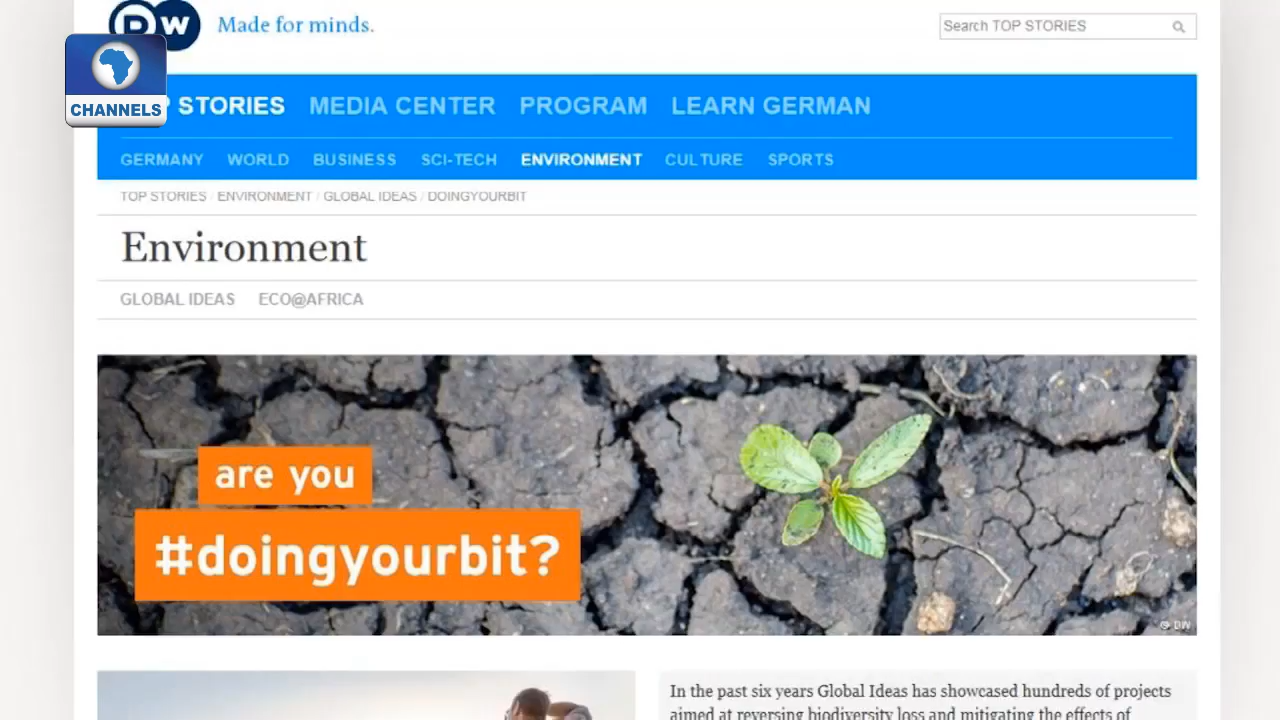 DW Made for minds.
Search TOP STORIES
CHANNELS
STORIES MEDIA CENTER PROGRAM LEARN GERMAN
GERMANY WORLD BUSINESS SCI-TECH ENVIRONMENT CULTURE SPORTS
TOP STORIES / ENVIRONMENT / GLOBAL IDEAS / DOINGYOURBIT
Environment
GLOBAL IDEAS ECO@AFRICA
are you
#doingyourbit?
© DW
In the past six years Global Ideas has showcased hundreds of projects
aimed at reversing biodiversity loss and mitigating the effects of